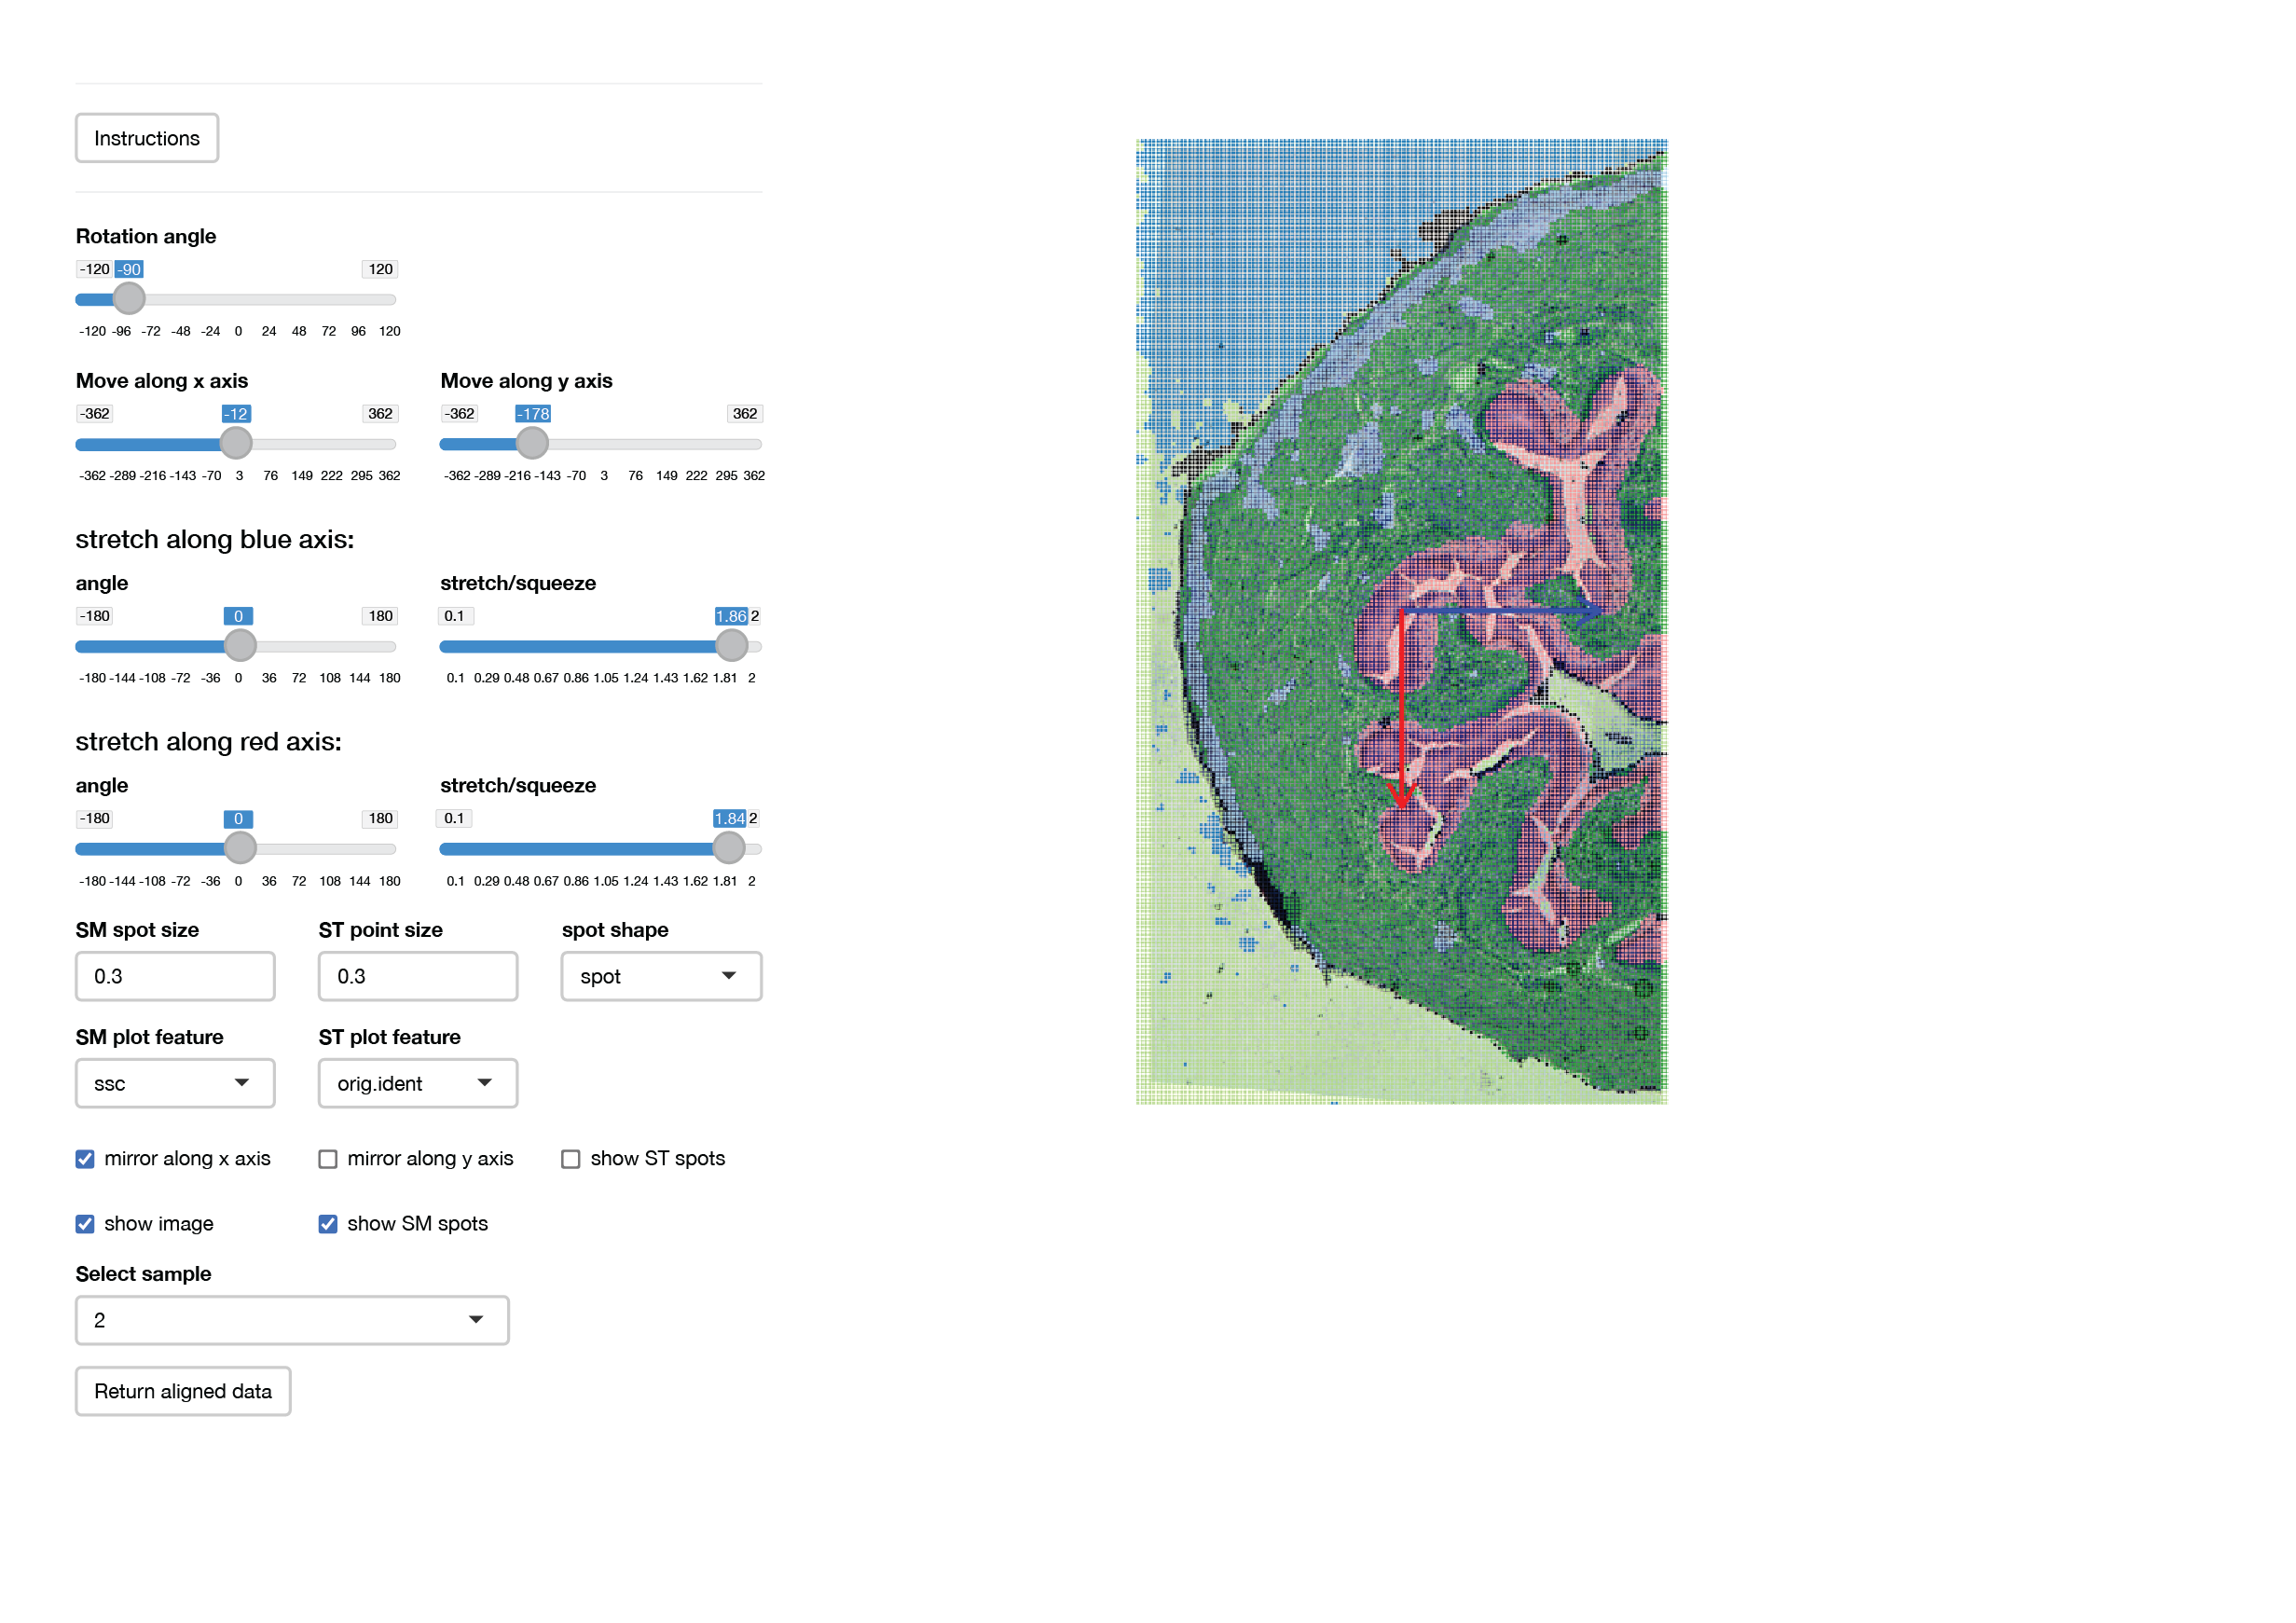 Instructions
Rotation angle
-120 -90 120
-120 -96 -72 -48 -24 0 24 48 72 96 120
Move along x axis Move along y axis
-362 -12 362 -362 -178 362
-362 -289 -216 -143 -70 3 76 149 222 295 362 -362 -289 -216 -143 -70 3 76 149 222 295 362
stretch along blue axis:
angle stretch/squeeze
-180 0 180 0.1 1.86 2
-180 -144 -108 -72 -36 0 36 72 108 144 180 0.1 0.29 0.48 0.67 0.86 1.05 1.24 1.43 1.62 1.81 2
stretch along red axis:
angle stretch/squeeze
-180 0 180 0.1 1.84 2
-180 -144 -108 -72 -36 0 36 72 108 144 180 0.1 0.29 0.48 0.67 0.86 1.05 1.24 1.43 1.62 1.81 2
SM spot size ST point size spot shape
0.3 0.3 spot
SM plot feature ST plot feature
ssc orig.ident
mirror along x axis mirror along y axis show ST spots
show image show SM spots
Select sample
2
Return aligned data